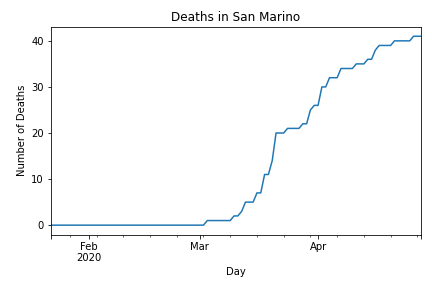 Deaths in San Marino
Number of Deaths
40
30
20
10
0
Feb
2020
Mar
Apr
Day